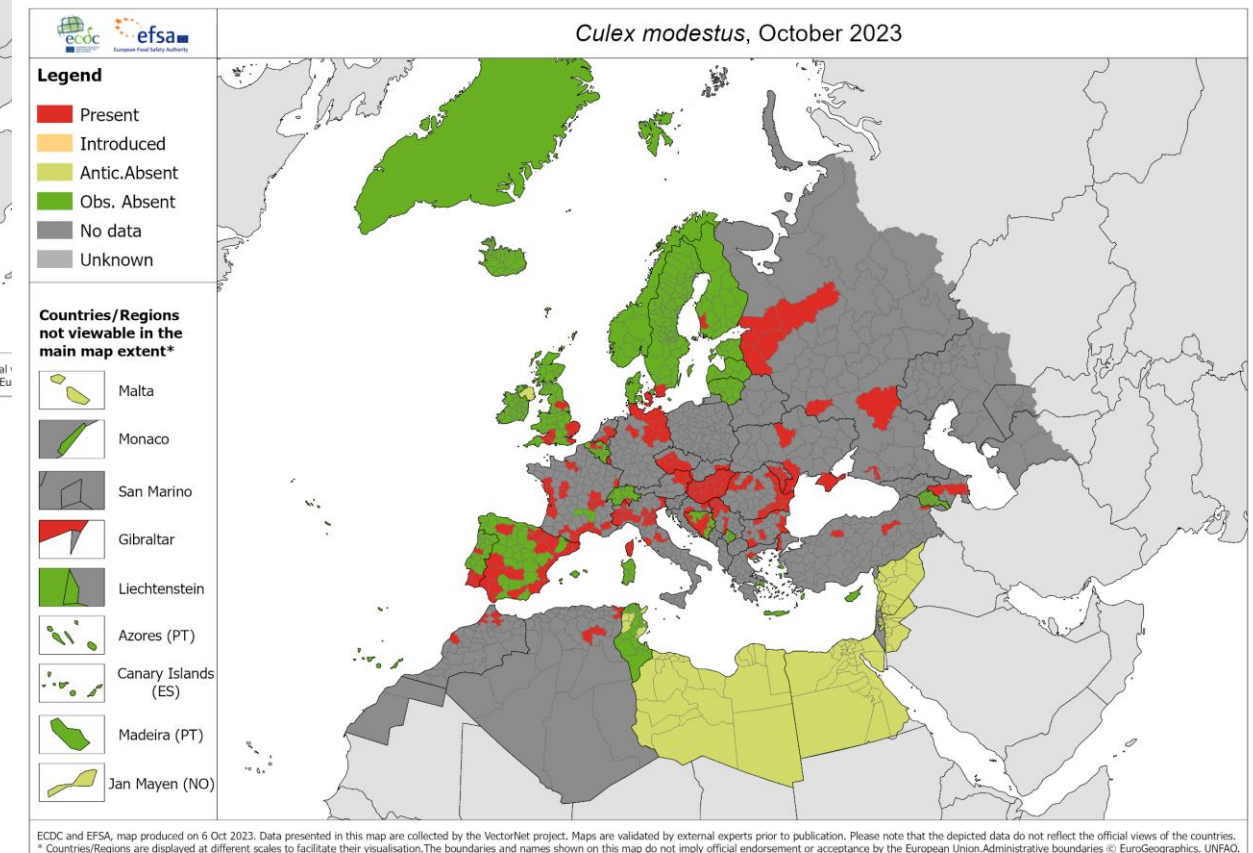 ecdc
efsa
European Food Safety Authority
Culex modestus, October 2023
Legend
Present
Introduced
Antic.Absent
Obs. Absent
No data
Unknown
Countries/Regions
not viewable in the
main map extent*
Malta
Monaco
San Marino
Gibraltar
Liechtenstein
Azores (PT)
Canary Islands
(ES)
Madeira (PT)
Jan Mayen (NO)
al
Eu
ECDC and EFSA, map produced on 6 Oct 2023. Data presented in this map are collected by the VectorNet project. Maps are validated by external experts prior to publication. Please note that the depicted data do not reflect the official views of the countries.
* Countries/Regions are displayed at different scales to facilitate their visualisation.The boundaries and names shown on this map do not imply official endorsement or acceptance by the European Union.Administrative boundaries © EuroGeographics, UNFAO.